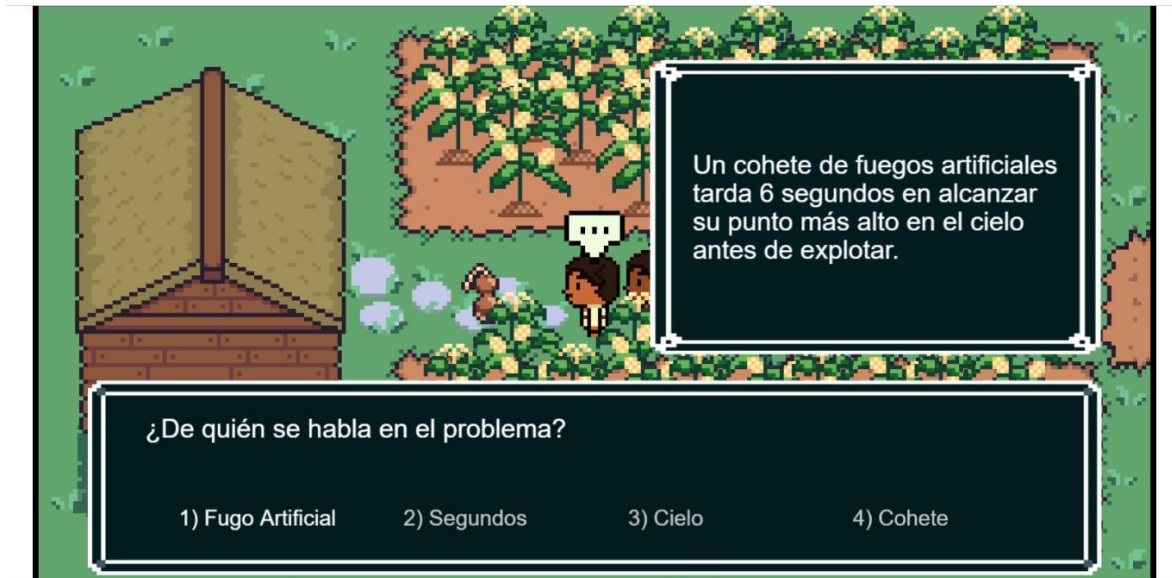 Un cohete de fuegos artificiales
tarda 6 segundos en alcanzar
su punto más alto en el cielo
antes de explotar.
¿De quién se habla en el problema?
1) Fugo Artificial 2) Segundos 3) Cielo 4) Cohete